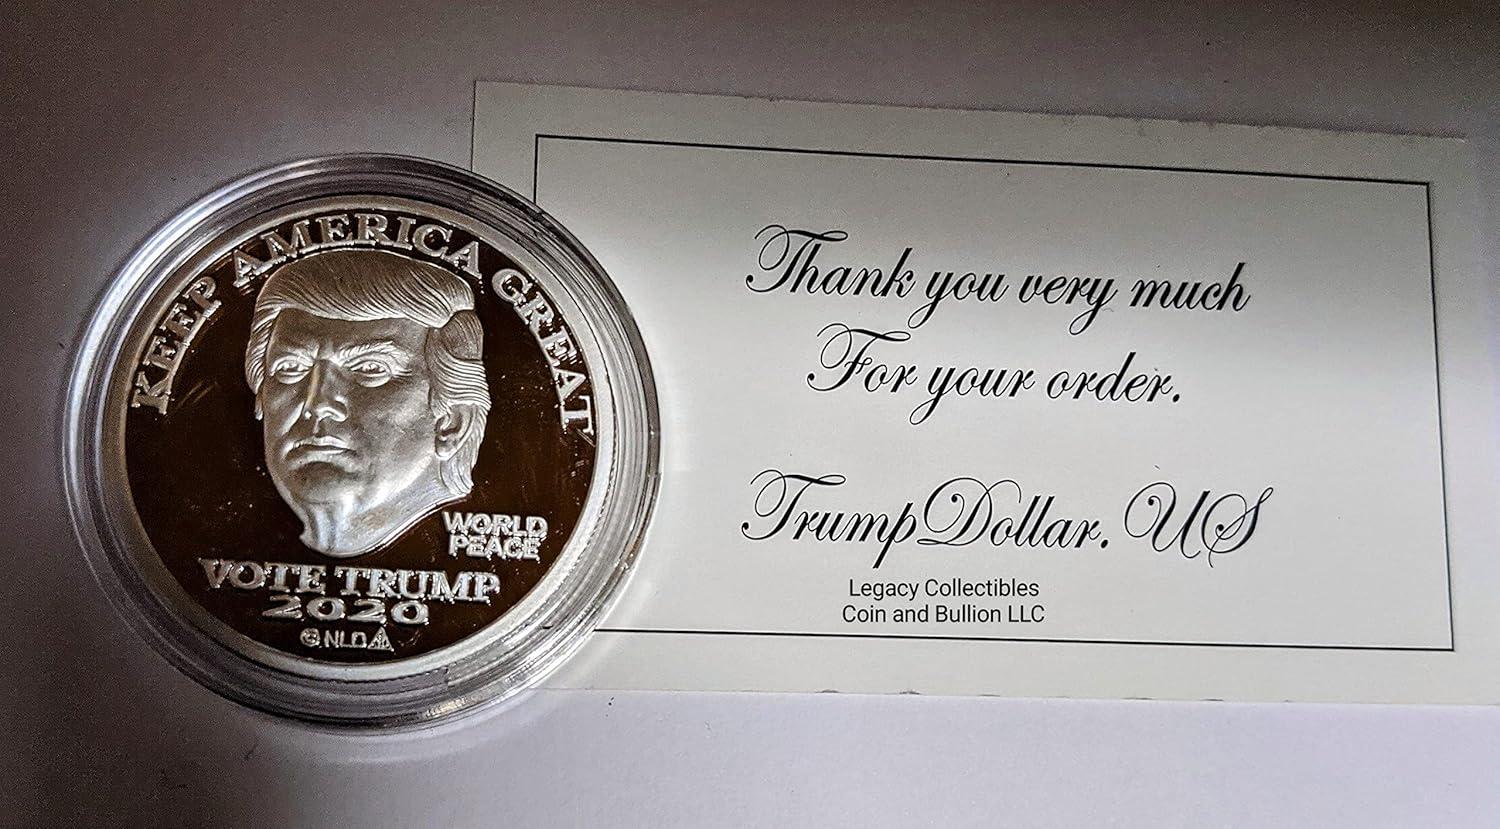 KEEP AMERICA GREAT
WORLD
PEACE
VOTE TRUMP
2020
© NLD
Thank you very much
For your order.
TrumpDollar. US
Legacy Collectibles
Coin and Bullion LLC